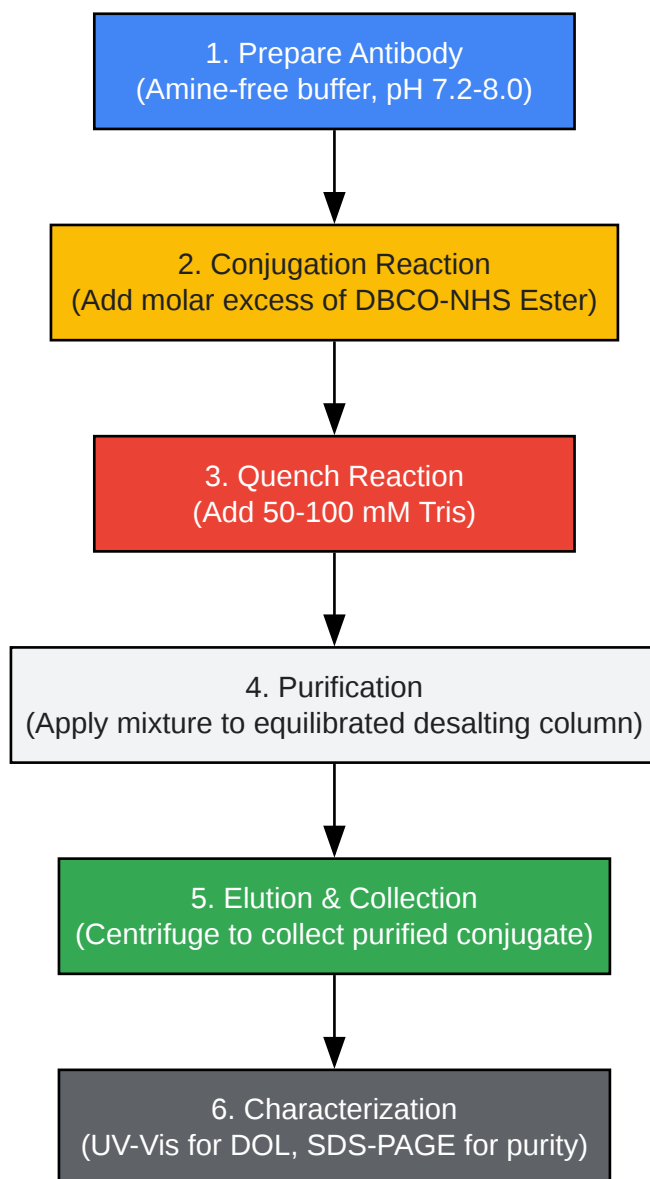 1. Prepare Antibody
(Amine-free buffer, pH 7.2-8.0)
2. Conjugation Reaction
(Add molar excess of DBCO-NHS Ester)
3. Quench Reaction
(Add 50-100 mM Tris)
4. Purification
(Apply mixture to equilibrated desalting column)
5. Elution & Collection
(Centrifuge to collect purified conjugate)
6. Characterization
(UV-Vis for DOL, SDS-PAGE for purity)